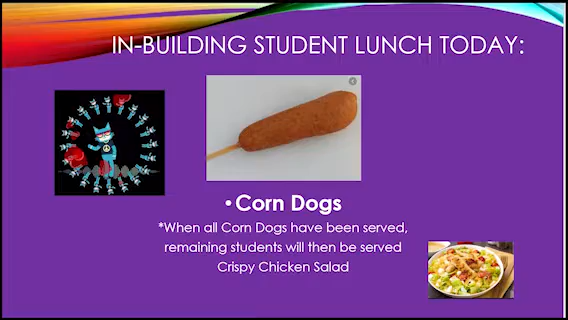 IN-BUILDING STUDENT LUNCH TODAY:
•Corn Dogs
*When all Corn Dogs have been served,
remaining students will then be served
Crispy Chicken Salad